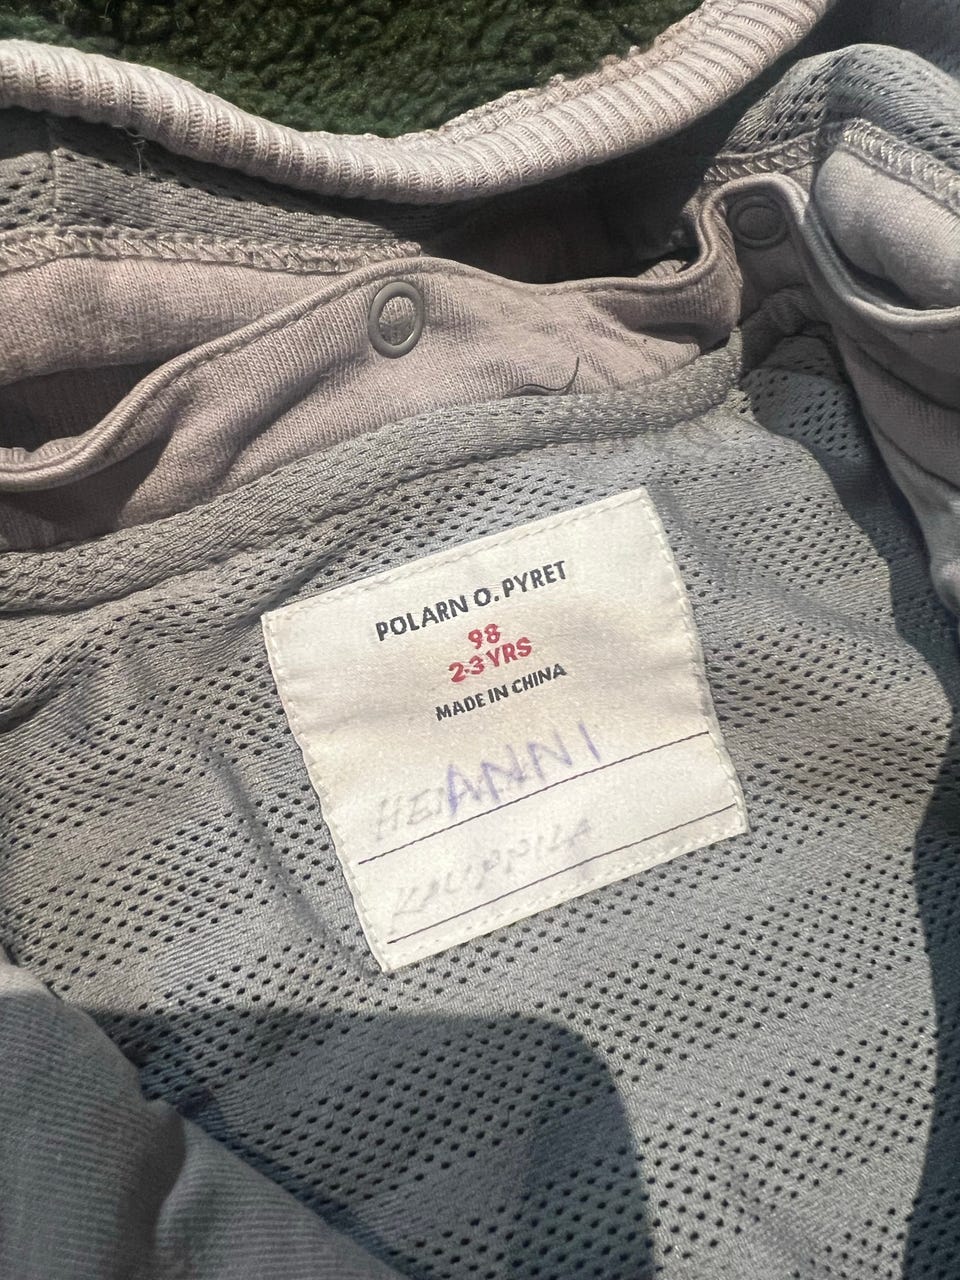 POLARN O. PYRET
98
2-3 YRS
MADE IN CHINA
ANNI